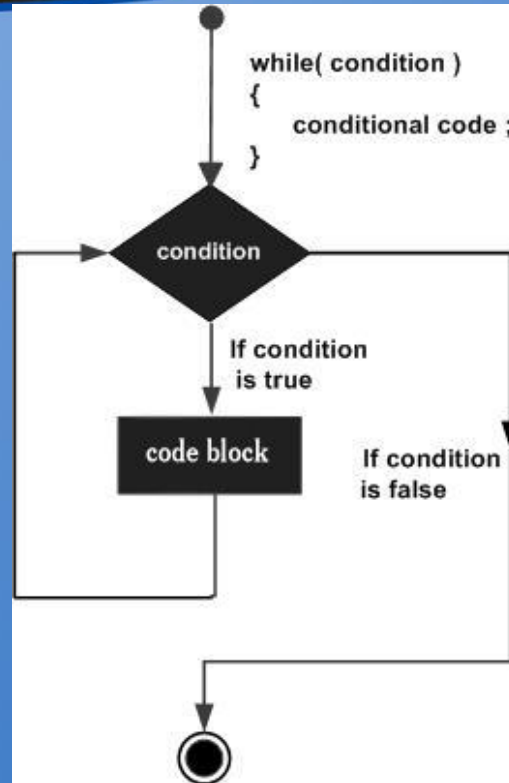 while( condition )
{
conditional code ;
}
condition
If condition
is true
code block
If condition
is false